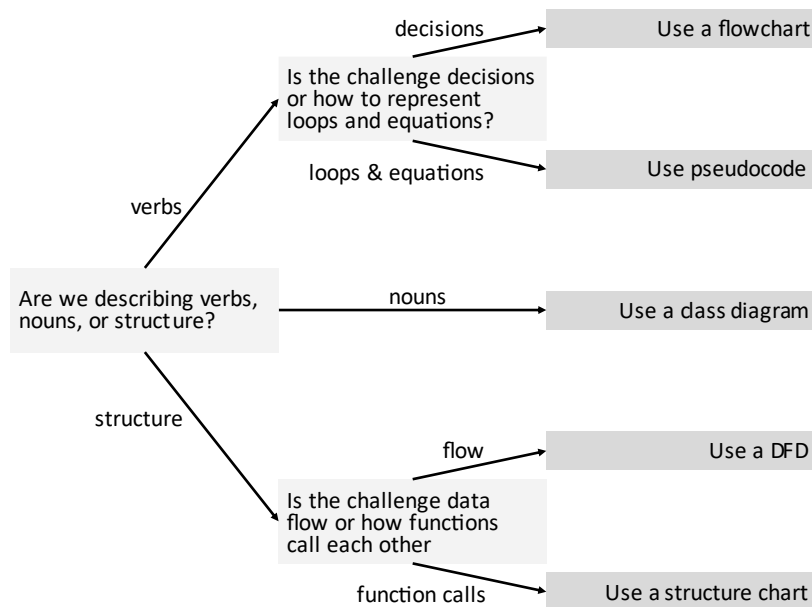 decisions
Use a flowchart
Is the challenge decisions
or how to represent
loops and equations?
loops & equations
Use pseudocode
verbs
Are we describing verbs,
nouns, or structure?
nouns
Use a class diagram
structure
flow
Use a DFD
Is the challenge data
flow or how functions
call each other
function calls
Use a structure chart